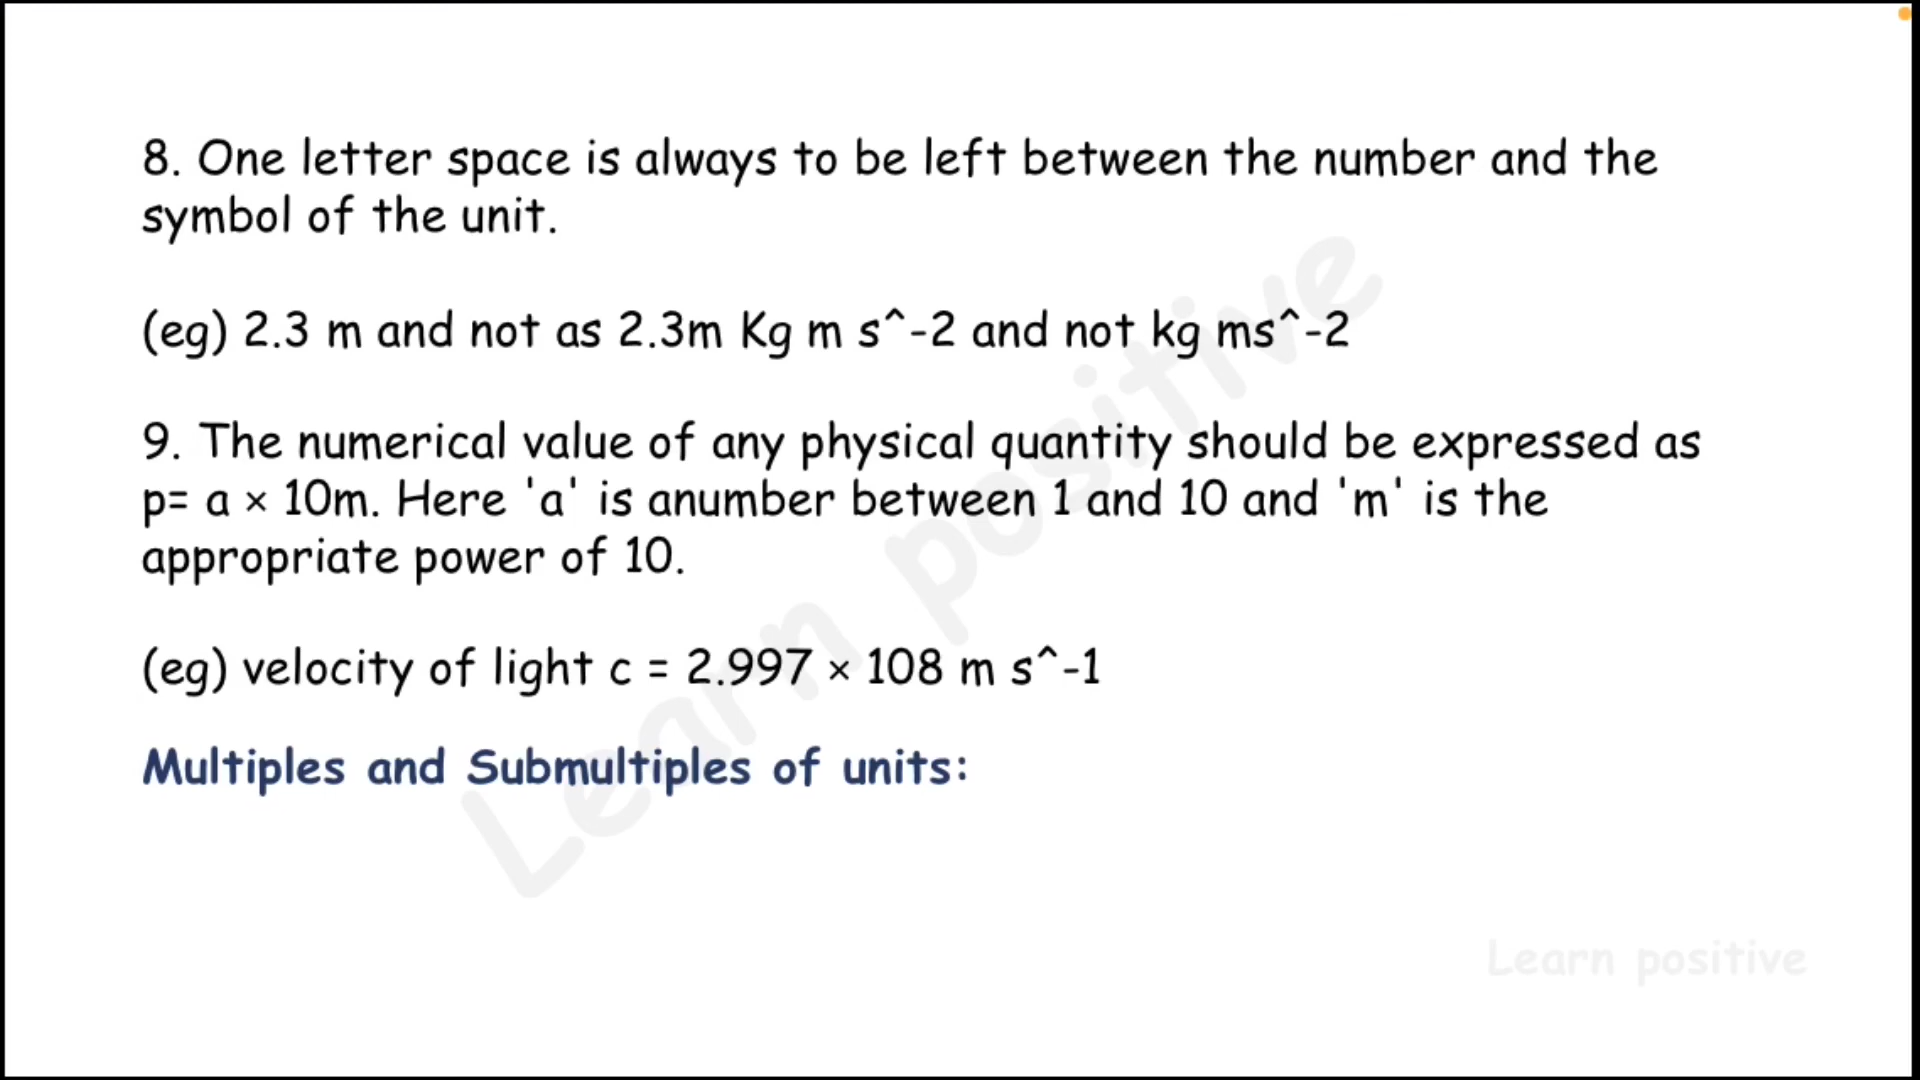 8. One letter space is always to be left between the number and the
symbol of the unit.
(eg) 2.3 m and not as 2.3m Kg m s^-2 and not kg ms^-2
9. The numerical value of any physical quantity should be expressed as
p= a × 10m. Here 'a' is anumber between 1 and 10 and 'm' is the
appropriate power of 10.
(eg) velocity of light c = 2.997 × 108 m s^-1
Multiples and Submultiples of units:
Learn positive
Learn positive